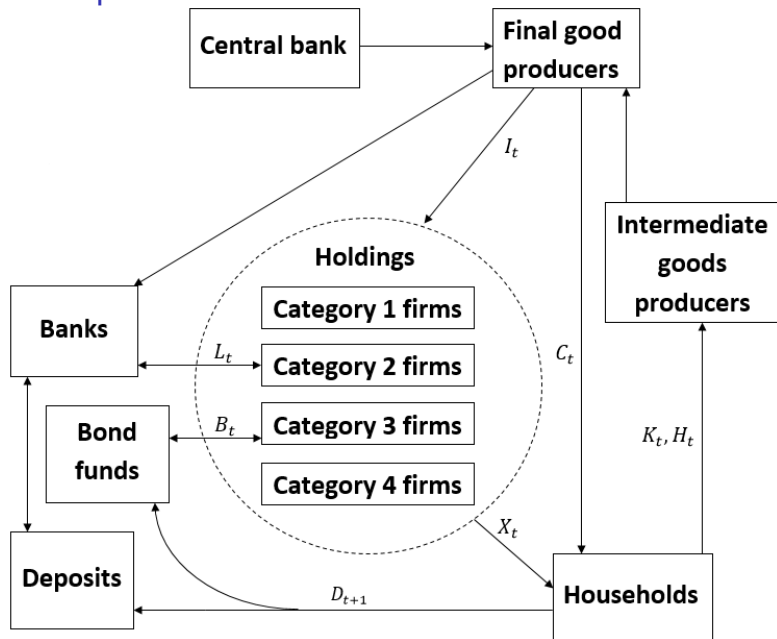 Central bank
Final good
producers
I_t
Intermediate
goods
producers
Holdings
Category 1 firms
Banks
L_t
Category 2 firms
C_t
B_t
Category 3 firms
Bond
funds
K_t, H_t
Category 4 firms
X_t
Deposits
D_{t+1}
Households